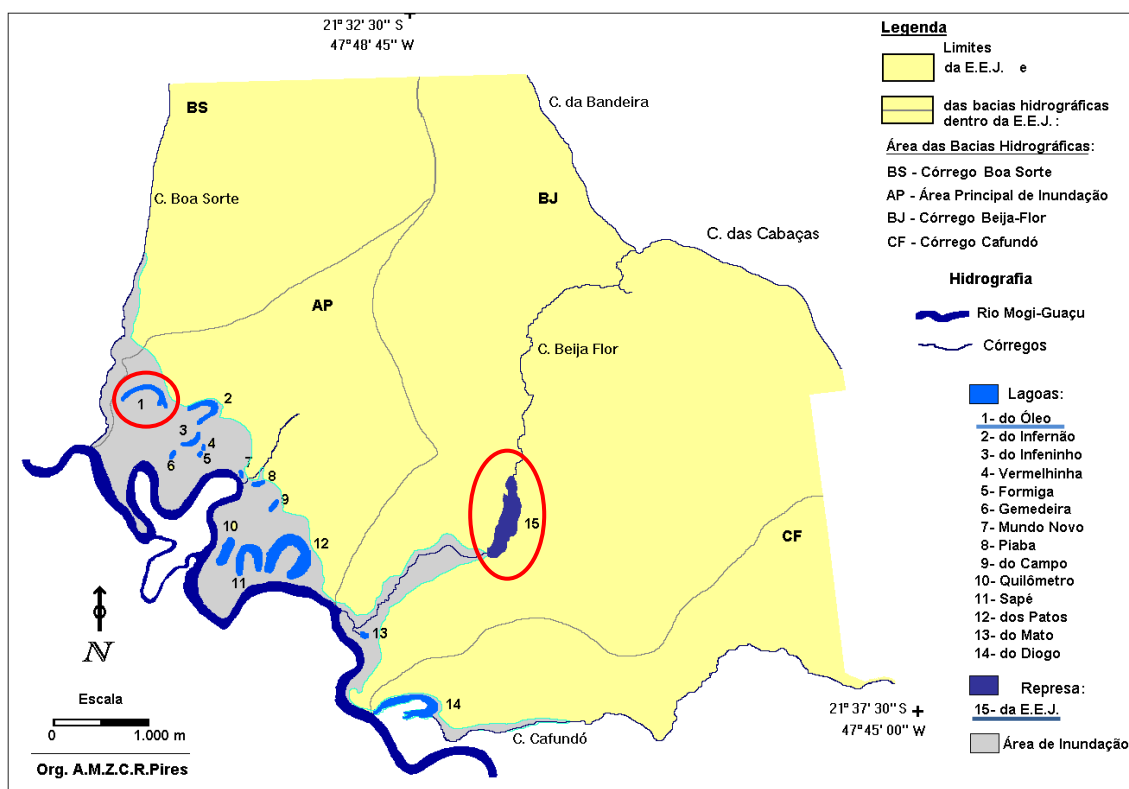 21° 32' 30" S
47° 48' 45" W
BS
C. da Bandeira
C. Boa Sorte
BJ
C. das Cabaças
AP
C. Beija Flor
1
2
3
4
5
6
7
8
9
10
11
12
13
14
15
CF
C. Cafundó
21° 37' 30" S
47° 45' 00" W
N
Escala
0 1.000 m
Org. A.M.Z.C.R.Pires
Legenda
Limites
da E.E.J. e
das bacias hidrográficas
dentro da E.E.J. :
Área das Bacias Hidrográficas:
BS - Córrego Boa Sorte
AP - Área Principal de Inundação
BJ - Córrego Beija-Flor
CF - Córrego Cafundó
Hidrografia
Rio Mogi-Guaçu
Córregos
Lagoas:
1- do Óleo
2- do Infernão
3- do Infeninho
4- Vermelhinha
5- Formiga
6- Gemedeira
7- Mundo Novo
8- Piaba
9- do Campo
10- Quilômetro
11- Sapé
12- dos Patos
13- do Mato
14- do Diogo
Represa:
15- da E.E.J.
Área de Inundação